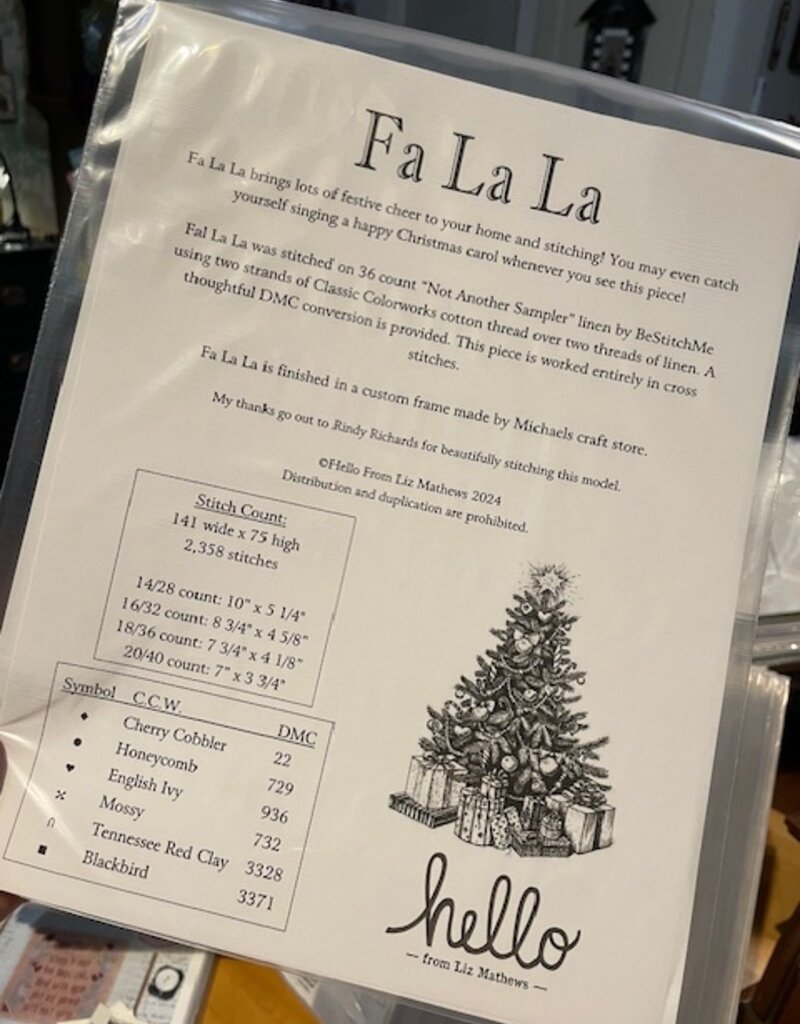 Fa La La
Fa La La brings lots of festive cheer to your home and stitching! You may even catch
yourself singing a happy Christmas carol whenever you see this piece!
Fal La La was stitched on 36 count "Not Another Sampler" linen by BeStitchMe
using two strands of Classic Colorworks cotton thread over two threads of linen. A
thoughtful DMC conversion is provided. This piece is worked entirely in cross
stitches.
Fa La La is finished in a custom frame made by Michaels craft store.
My thanks go out to Rindy Richards for beautifully stitching this model.
©Hello From Liz Mathews 2024
Distribution and duplication are prohibited.
Stitch Count:
141 wide x 75 high
2,358 stitches
14/28 count: 10" x 5 1/4"
16/32 count: 8 3/4" x 4 5/8"
18/36 count: 7 3/4" x 4 1/8"
20/40 count: 7" x 3 3/4"
Symbol C.C.W. DMC
♦ Cherry Cobbler 22
● Honeycomb 729
♥ English Ivy 936
Mossy 732
∩ Tennessee Red Clay 3328
■ Blackbird 3371
hello
— from Liz Mathews —